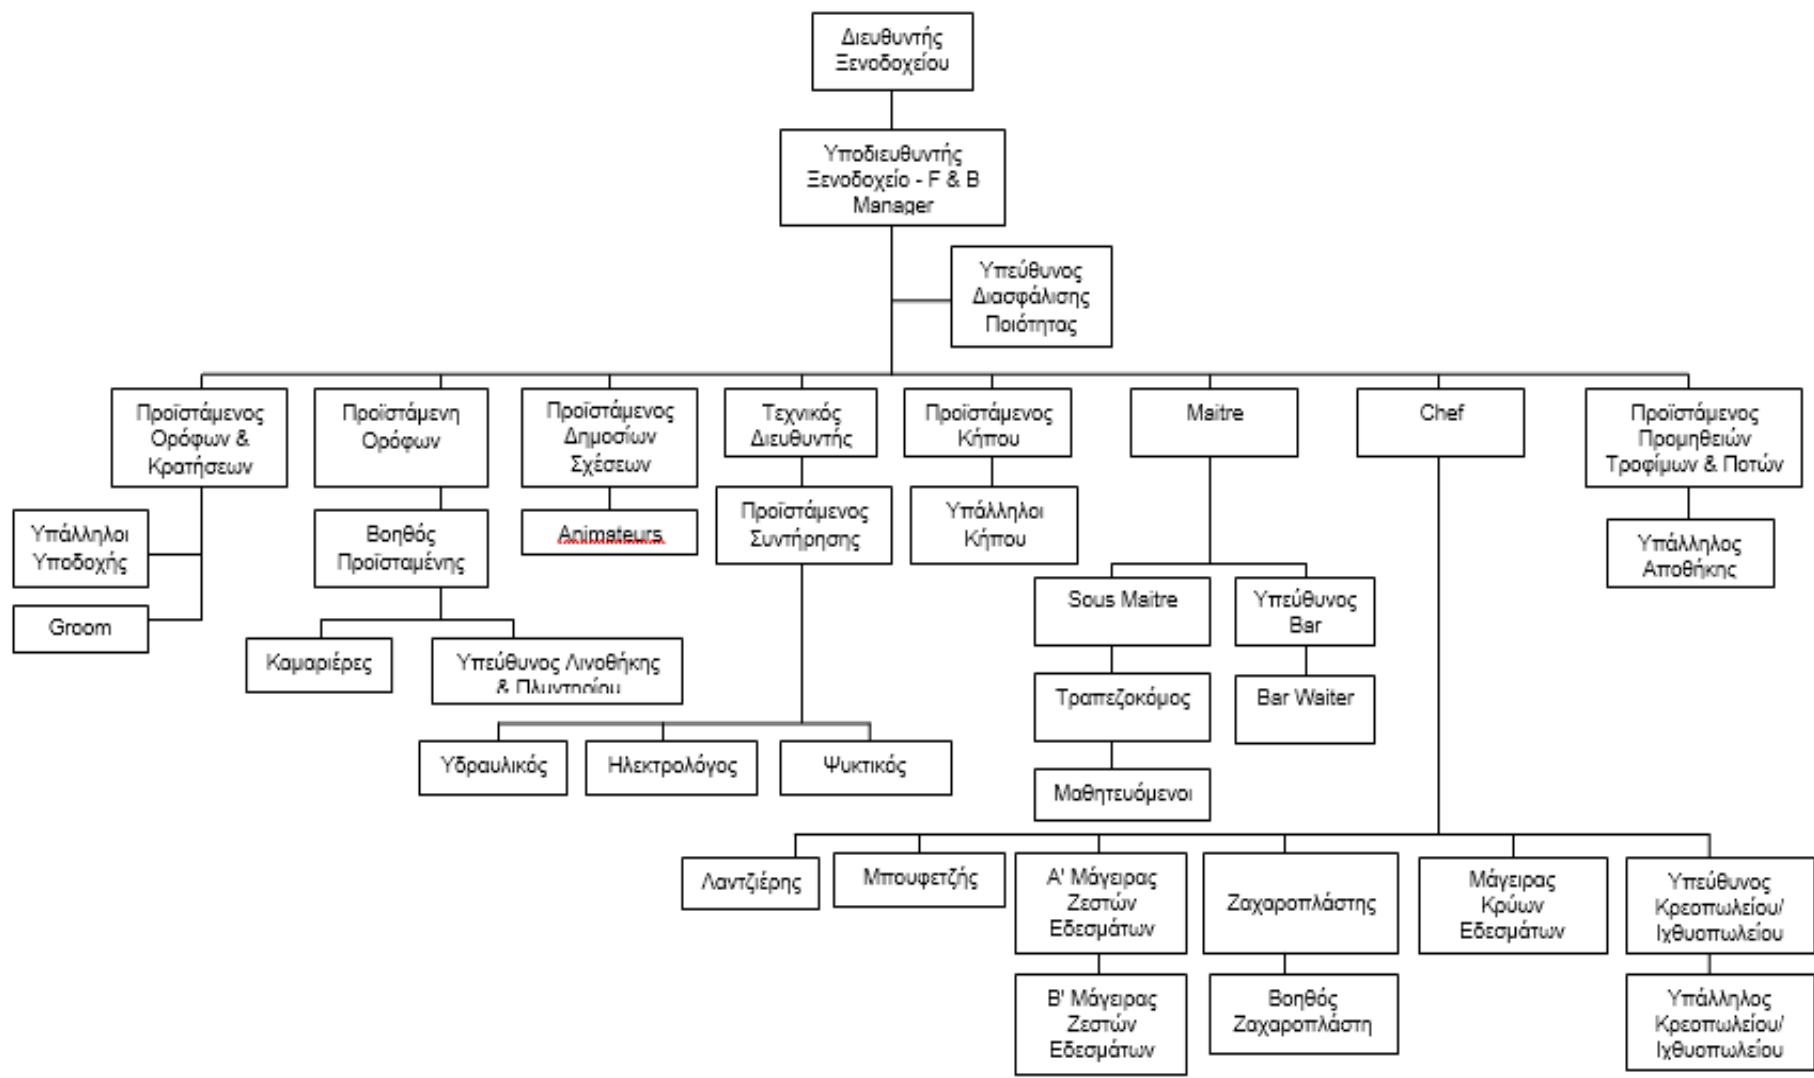 Διευθυντής
Ξενοδοχείου
Υποδιευθυντής
Ξενοδοχείο - F & B
Manager
Υπεύθυνος
Διασφάλισης
Ποιότητας
Προϊστάμενος
Ορόφων &
Κρατήσεων
Προϊστάμενη
Ορόφων
Προϊστάμενος
Δημοσίων
Σχέσεων
Τεχνικός
Διευθυντής
Προϊστάμενος
Κήπου
Maitre
Chef
Προϊστάμενος
Προμηθειών
Τροφίμων & Ποτών
Υπάλληλοι
Υποδοχής
Βοηθός
Προϊσταμένης
Animateurs
Προϊστάμενος
Συντήρησης
Υπάλληλοι
Κήπου
Υπάλληλος
Αποθήκης
Groom
Sous Maitre
Υπεύθυνος
Bar
Καμαριέρες
Υπεύθυνος Λινοθήκης
& Πλυντηρίου
Τραπεζοκόμος
Bar Waiter
Υδραυλικός
Ηλεκτρολόγος
Ψυκτικός
Μαθητευόμενοι
Λαντζιέρης
Μπουφετζής
Α' Μάγειρας
Ζεστών
Εδεσμάτων
Ζαχαροπλάστης
Μάγειρας
Κρύων
Εδεσμάτων
Υπεύθυνος
Κρεοπωλείου/
Ιχθυοπωλείου
Β' Μάγειρας
Ζεστών
Εδεσμάτων
Βοηθός
Ζαχαροπλάστη
Υπάλληλος
Κρεοπωλείου/
Ιχθυοπωλείου